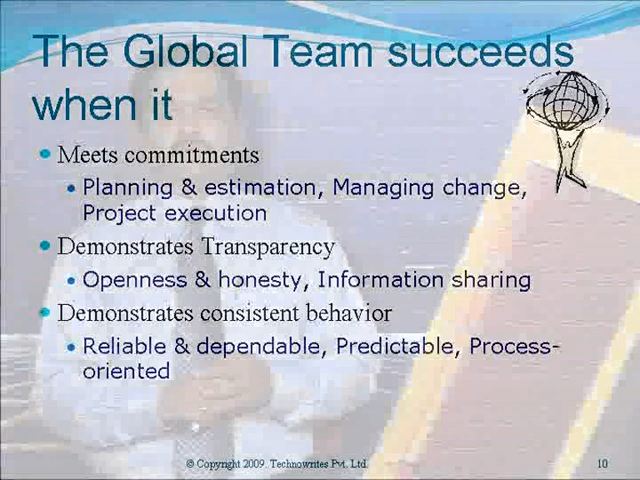 The Global Team succeeds
when it
Meets commitments
Planning & estimation, Managing change,
Project execution
Demonstrates Transparency
Openness & honesty, Information sharing
Demonstrates consistent behavior
Reliable & dependable, Predictable, Process-
oriented
© Copyright 2009. Technowrites Pvt. Ltd.
10